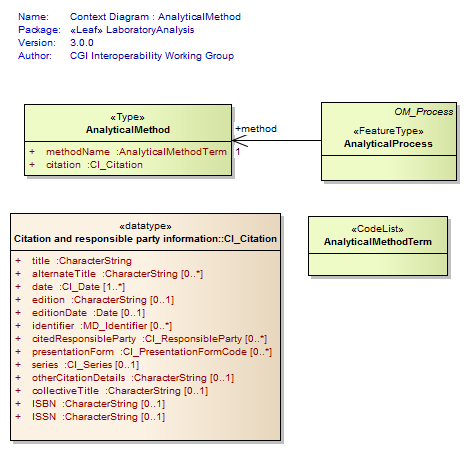 Name: Context Diagram : AnalyticalMethod
Package: «Leaf» LaboratoryAnalysis
Version: 3.0.0
Author: CGI Interoperability Working Group
«Type»
AnalyticalMethod
+ methodName :AnalyticalMethodTerm
+ citation :CI_Citation
+method
1
OM_Process
«FeatureType»
AnalyticalProcess
«datatype»
Citation and responsible party information::CI_Citation
+ title :CharacterString
+ alternateTitle :CharacterString [0..*]
+ date :CI_Date [1..*]
+ edition :CharacterString [0..1]
+ editionDate :Date [0..1]
+ identifier :MD_Identifier [0..*]
+ citedResponsibleParty :CI_ResponsibleParty [0..*]
+ presentationForm :CI_PresentationFormCode [0..*]
+ series :CI_Series [0..1]
+ otherCitationDetails :CharacterString [0..1]
+ collectiveTitle :CharacterString [0..1]
+ ISBN :CharacterString [0..1]
+ ISSN :CharacterString [0..1]
«CodeList»
AnalyticalMethodTerm